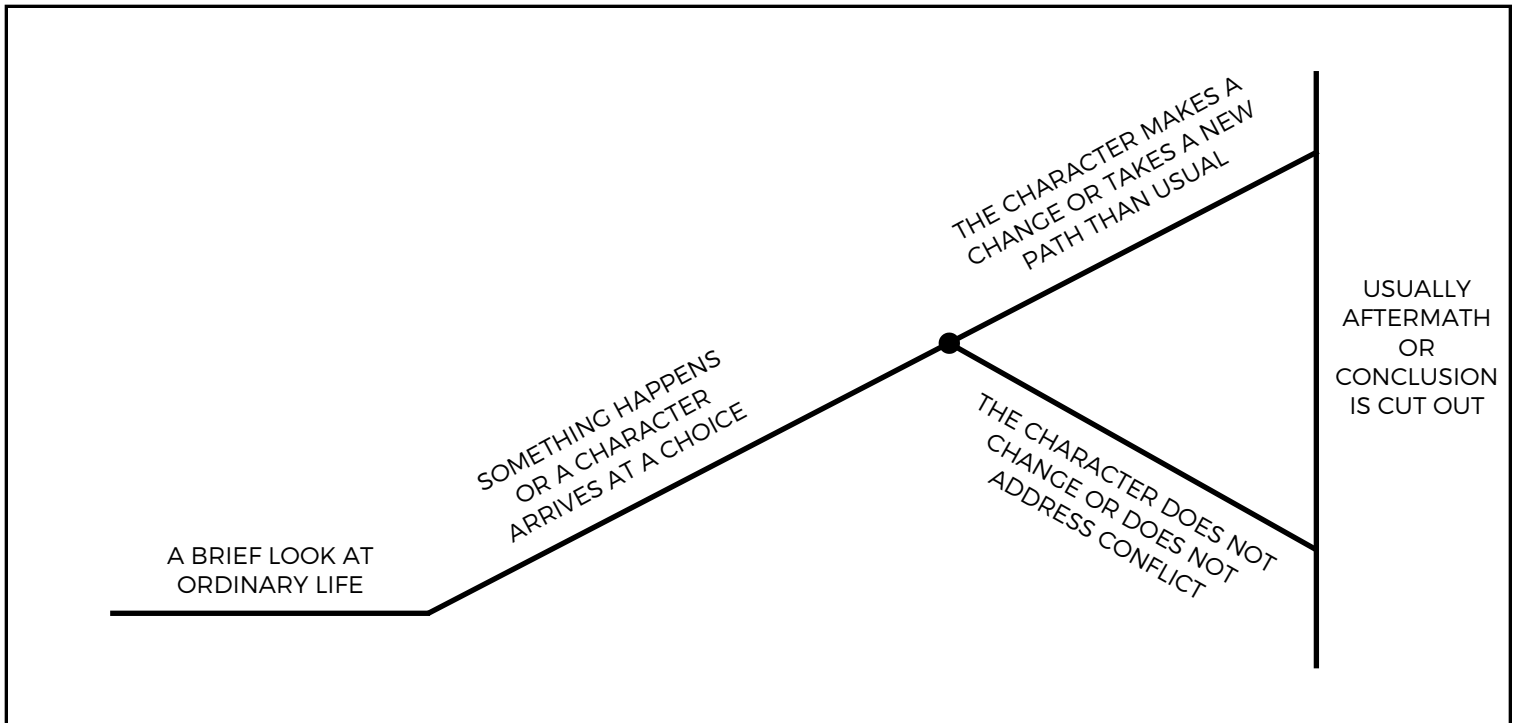 A BRIEF LOOK AT
ORDINARY LIFE
SOMETHING HAPPENS
OR A CHARACTER
ARRIVES AT A CHOICE
THE CHARACTER MAKES A
CHANGE OR TAKES A NEW
PATH THAN USUAL
THE CHARACTER DOES NOT
CHANGE OR DOES NOT
ADDRESS CONFLICT
USUALLY
AFTERMATH
OR
CONCLUSION
IS CUT OUT